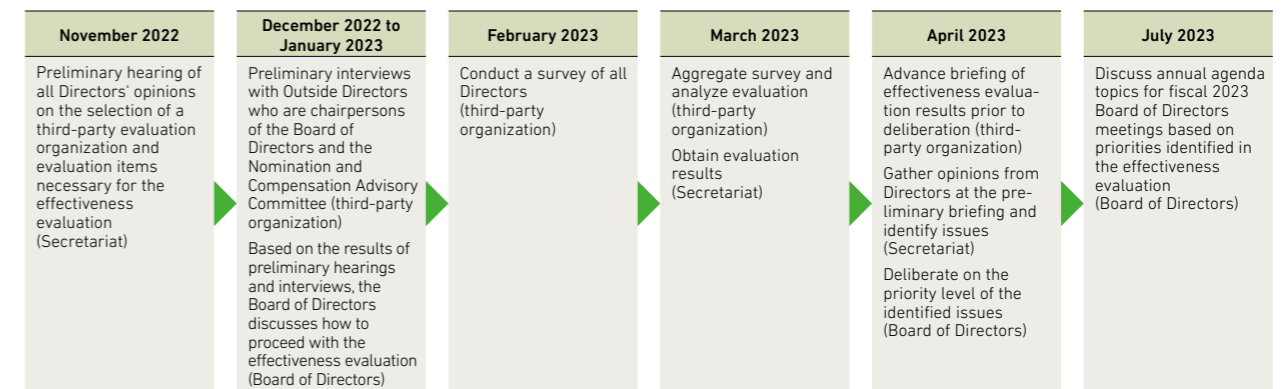 November 2022
Preliminary hearing of
all Directors' opinions
on the selection of a
third-party evaluation
organization and
evaluation items
necessary for the
effectiveness
evaluation
(Secretariat)
December 2022 to
January 2023
Preliminary interviews
with Outside Directors
who are chairpersons
of the Board of
Directors and the
Nomination and
Compensation Advisory
Committee (third-party
organization)
Based on the results of
preliminary hearings
and interviews, the
Board of Directors
discusses how to
proceed with the
effectiveness evaluation
(Board of Directors)
February 2023
Conduct a survey of all
Directors
(third-party
organization)
March 2023
Aggregate survey and
analyze evaluation
(third-party
organization)
Obtain evaluation
results
(Secretariat)
April 2023
Advance briefing of
effectiveness evalua-
tion results prior to
deliberation (third-
party organization)
Gather opinions from
Directors at the pre-
liminary briefing and
identify issues
(Secretariat)
Deliberate on the
priority level of the
identified issues
(Board of Directors)
July 2023
Discuss annual agenda
topics for fiscal 2023
Board of Directors
meetings based on
priorities identified in
the effectiveness
evaluation
(Board of Directors)